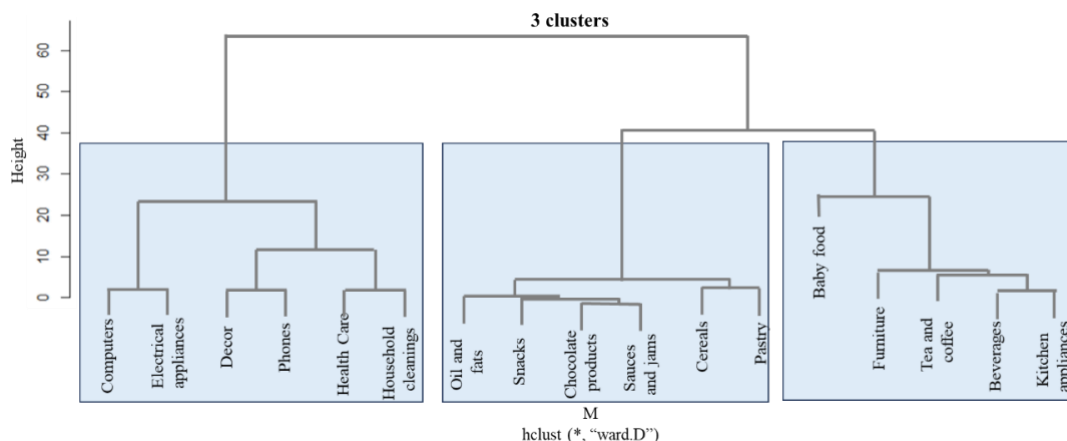 3 clusters
Height
60
50
40
30
20
10
0
Computers
Electrical
appliances
Decor
Phones
Health Care
Household
cleanings
Oil and
fats
Snacks
Chocolate
products
Sauces
and jams
Cereals
Pastry
Baby food
Furniture
Tea and
coffee
Beverages
Kitchen
appliances
M
hclust (*, “ward.D”)